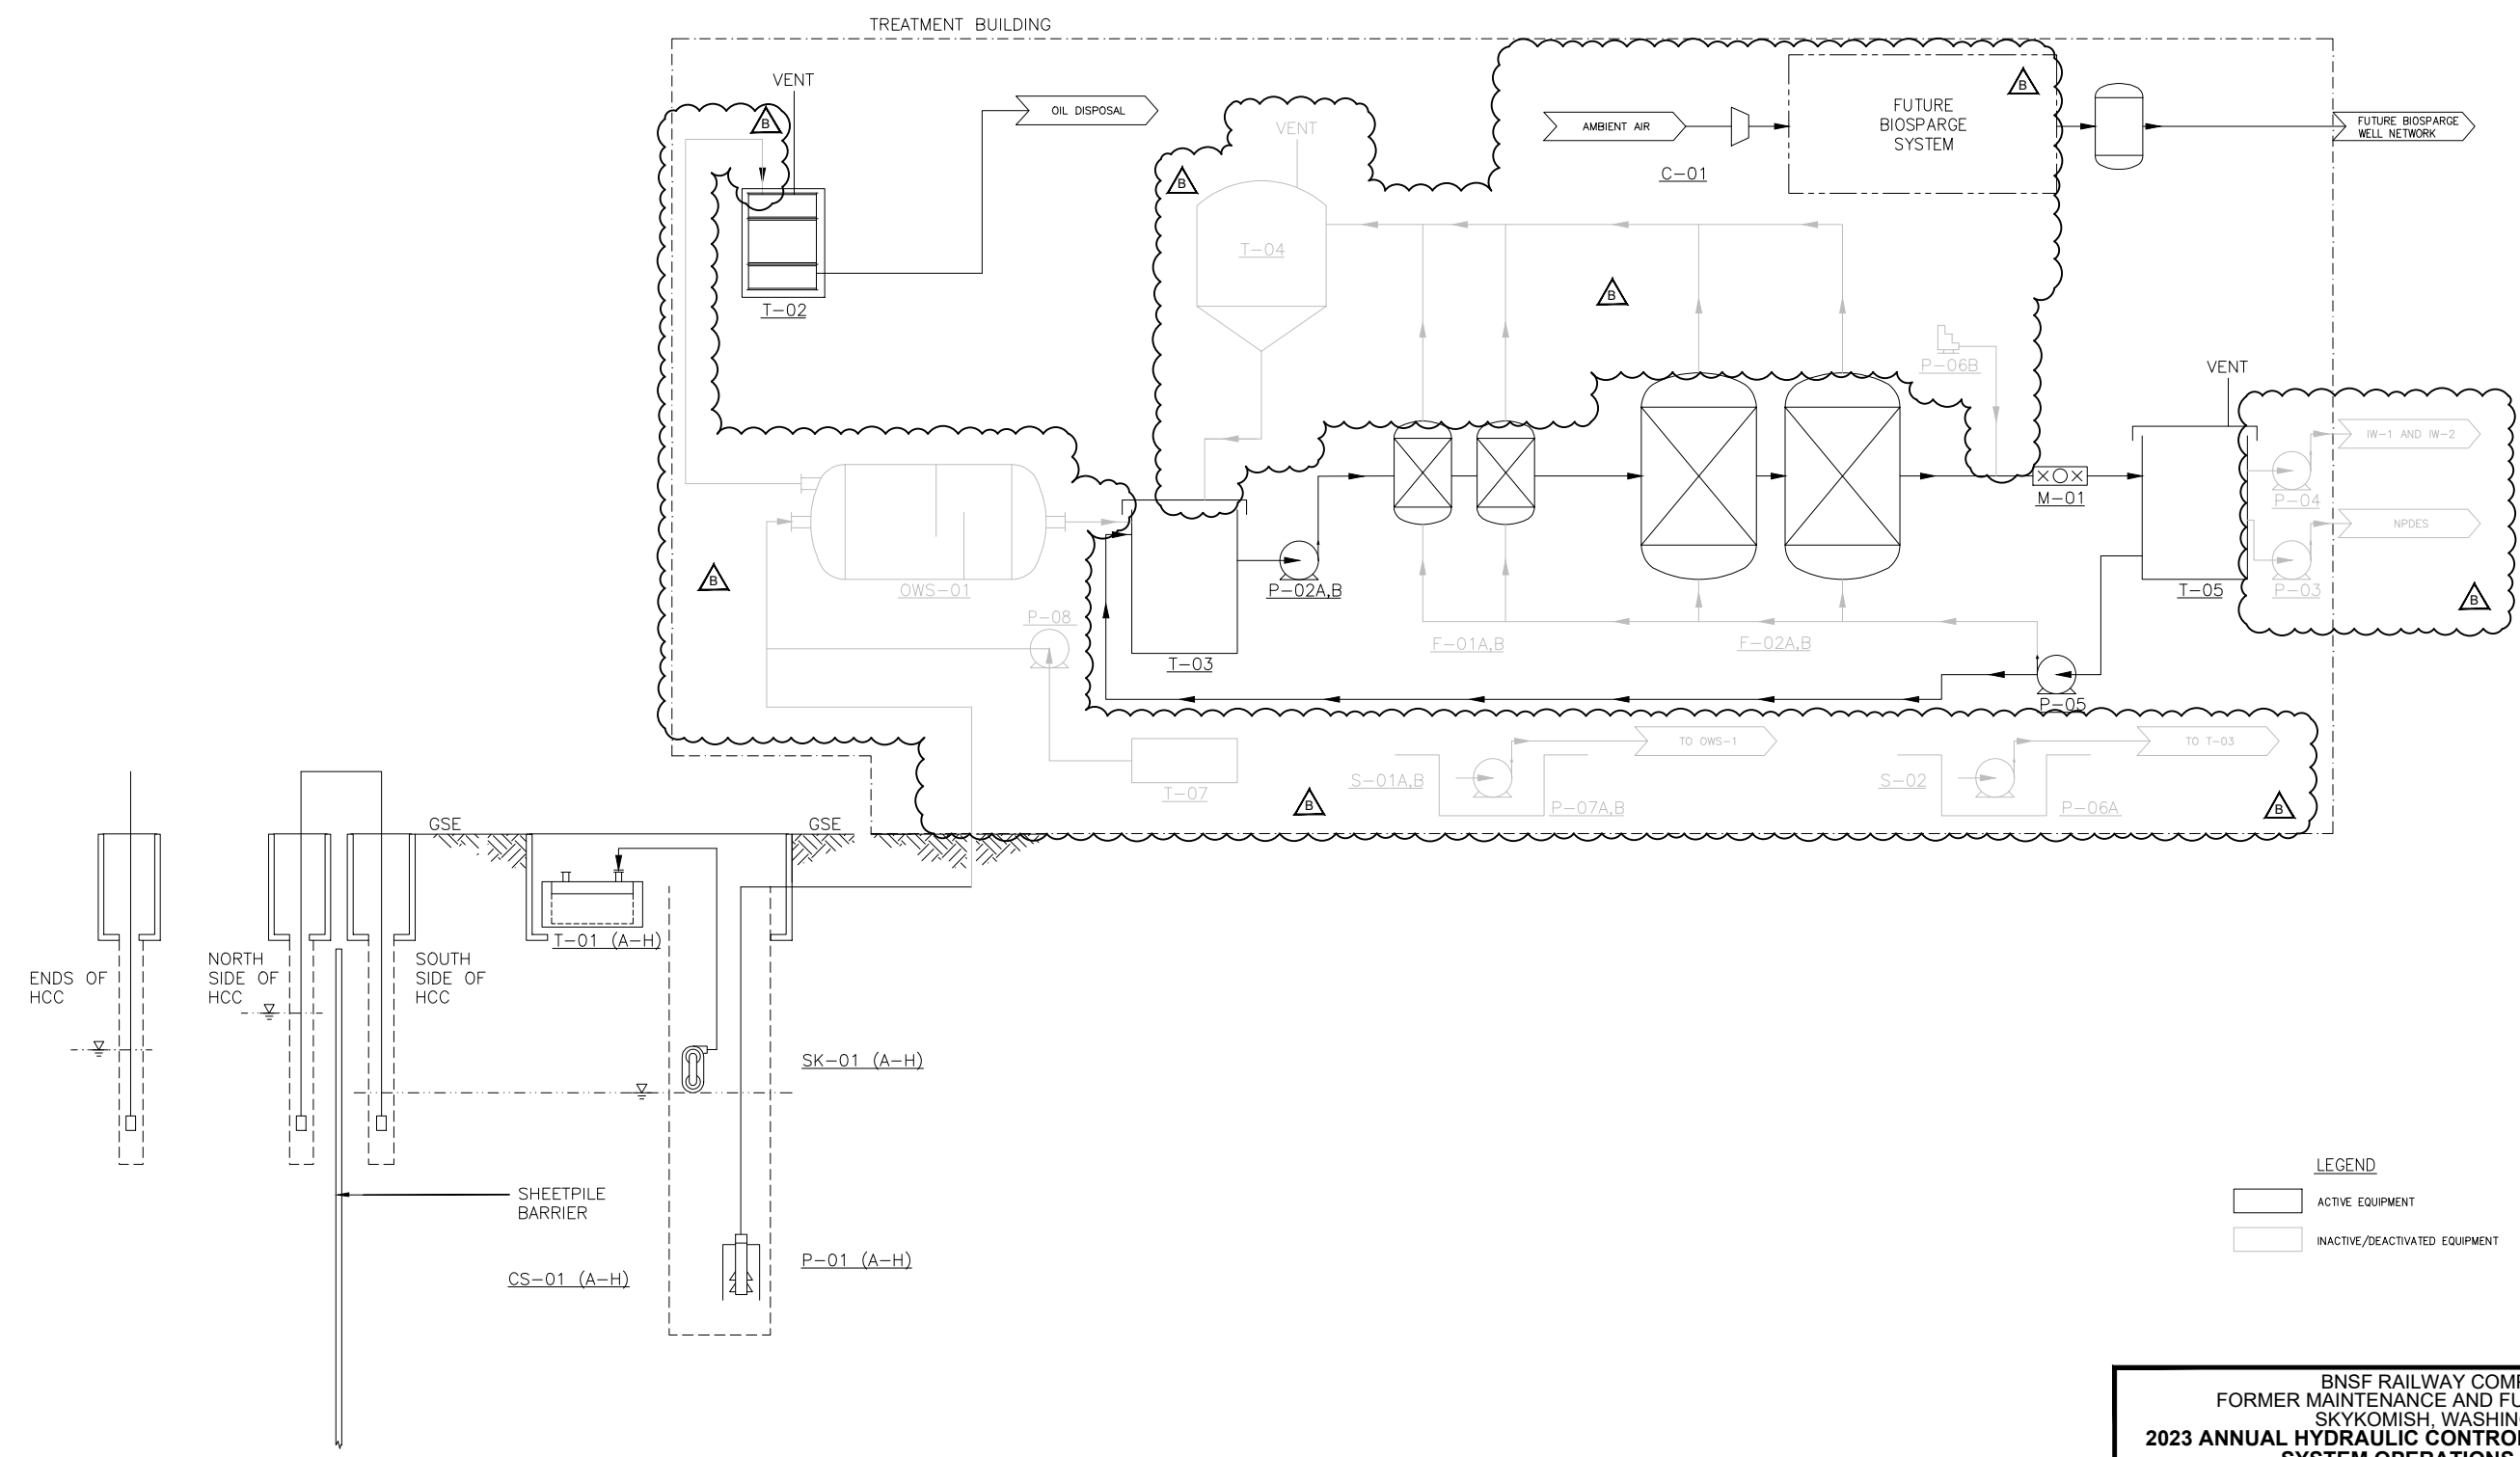 TREATMENT BUILDING
VENT
B
OIL DISPOSAL
T-02
VENT
B
T-04
AMBIENT AIR
C-01
FUTURE
BIOSPARGE
SYSTEM
B
FUTURE BIOSPARGE
WELL NETWORK
B
P-06B
VENT
IW-1 AND IW-2
P-04
NPDES
P-03
B
M-01
T-05
OWS-01
B
P-08
T-03
P-02A,B
F-01A,B
F-02A,B
P-05
T-07
B
S-01A,B
TO OWS-1
P-07A,B
S-02
TO T-03
P-06A
B
GSE
GSE
T-01 (A-H)
ENDS OF
HCC
NORTH
SIDE OF
HCC
SOUTH
SIDE OF
HCC
SK-01 (A-H)
SHEETPILE
BARRIER
CS-01 (A-H)
P-01 (A-H)
LEGEND
ACTIVE EQUIPMENT
INACTIVE/DEACTIVATED EQUIPMENT
BNSF RAILWAY
FORMER MAINTENANCE AND
SKYKOMISH,
2023 ANNUAL HYDRAULIC CONTROL
SYSTEM OPERATIONS